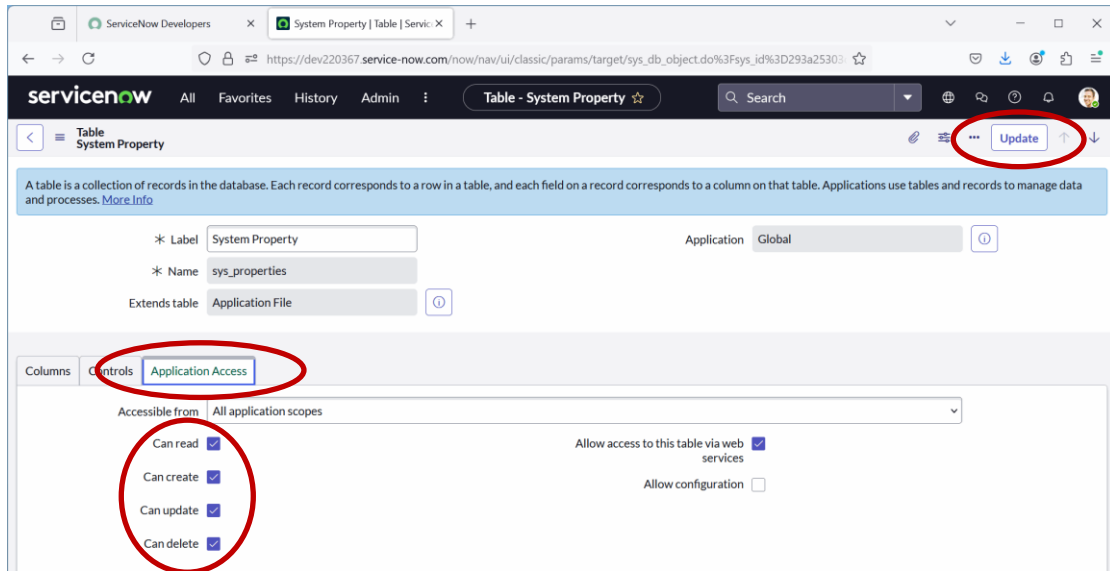 ServiceNow Developers
System Property | Table | Servic
https://dev220367.service-now.com/now/nav/ui/classic/params/target/sys_db_object.do%3Fsys_id%3D293a25303
servicenow All Favorites History Admin Table - System Property Search
Table
System Property
Update
A table is a collection of records in the database. Each record corresponds to a row in a table, and each field on a record corresponds to a column on that table. Applications use tables and records to manage data
and processes. More Info
Label System Property Application Global
Name sys_properties
Extends table Application File
Columns Controls Application Access
Accessible from All application scopes
Can read Allow access to this table via web
services
Can create Allow configuration
Can update
Can delete